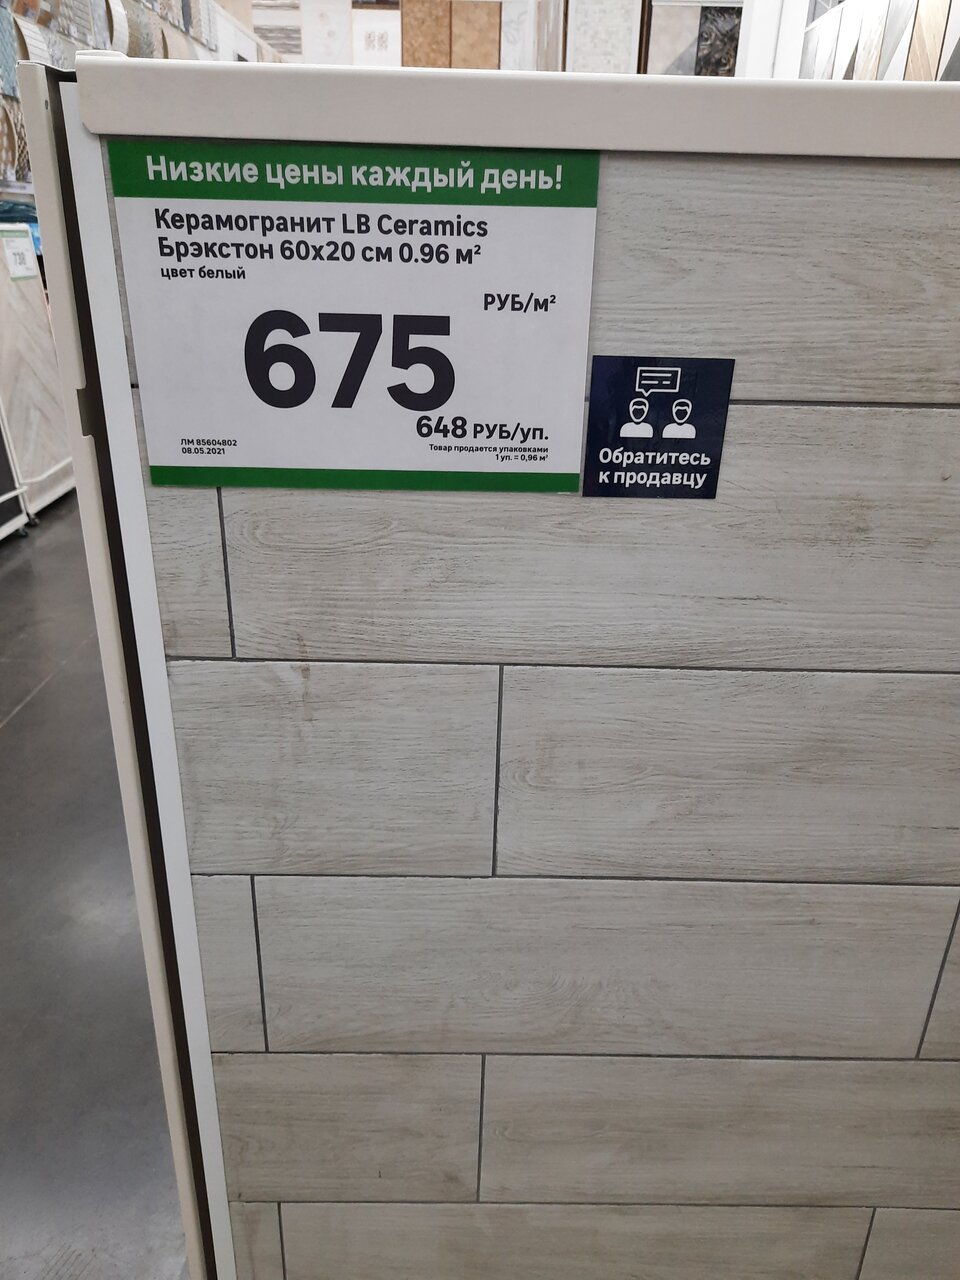 Низкие цены каждый день!
Керамогранит LB Ceramics
Брэкстон 60x20 см 0.96 м²
цвет белый
РУБ/м²
675
648 РУБ/уп.
Товар продается упаковками
1 уп. = 0,96 м²
ЛМ 85604802
08.05.2021
Обратитесь
к продавцу
738